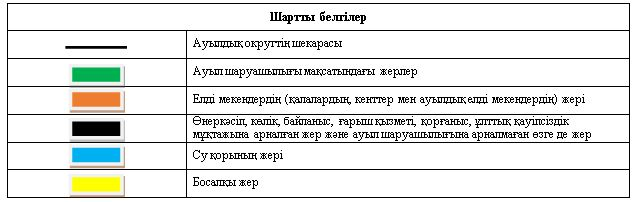 Шартты белгілер
Ауылдық округтің шекарасы
Ауыл шаруашылығы мақсатындағы жерлер
Елді мекендердің (қалалардың, кенттер мен ауылдық елді мекендердің) жері
Өнеркәсіп, көлік, байланыс, ғарыш қызметі, қорғаныс, ұлттық қауіпсіздік
мұқтажына арналған жер және ауыл шаруашылығына арналмаған өзге де жер
Су қорының жері
Босалқы жер